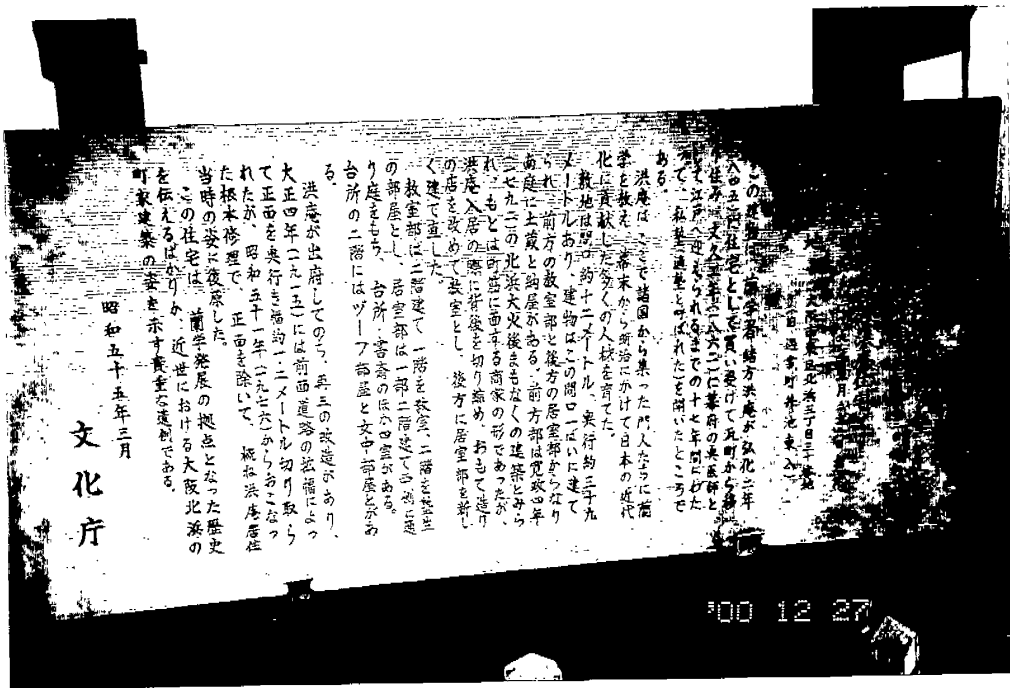 この建物は、蘭学者緒方洪庵が弘化二年
住み、文久二年(一八六二)に幕府の奥医師と
して江戸へ迎えられるまでの十七年間にわた
って、私塾(適塾と呼ばれた)を開いたところで
ある。
洪庵は、ここで諸国から集った門人たちに蘭
学を教え、幕末から明治にかけて日本の近代
化に貢献した多くの人材を育てた。
敷地は間口約十二メートル、奥行約三十九
メートルあり、建物はこの間口一ぱいに建て
られ、前方の教室部と後方の居室部からなり
前庭に土蔵と納屋がある。前方部は寛政四年
(一七九二)の北浜大火後まもなくの建築とみら
れ、もとは町筋に面する商家の形であったが、
洪庵入居の際に背後を切り縮め、おもて造り
の店を改めて教室とし、後方に居室部を新し
く建て直した。
教室部は二階建て一階を教室、二階を塾生
の部屋とし、居室部は一部二階建て
り庭をもち、台所・書斎のほか四室がある。
台所の二階にはヅーフ部屋と女中部屋とがあ
る。
洪庵が出府してのち、再三の改造があり、
大正四年(一九一五)には前面道路の拡幅によっ
て正面を奥行き幅約一・二メートル切り取ら
れたが、昭和五十一年(一九七六)からおこなっ
た根本修理で、正面を除いて、概ね洪庵居住
当時の姿に復原した。
この住宅は、蘭学発展の拠点となった歴史
を伝えるばかりか、近世における大阪北浜の
町家建築の姿を示す貴重な遺構である。
昭和五十五年三月
文化庁
'00 12 27